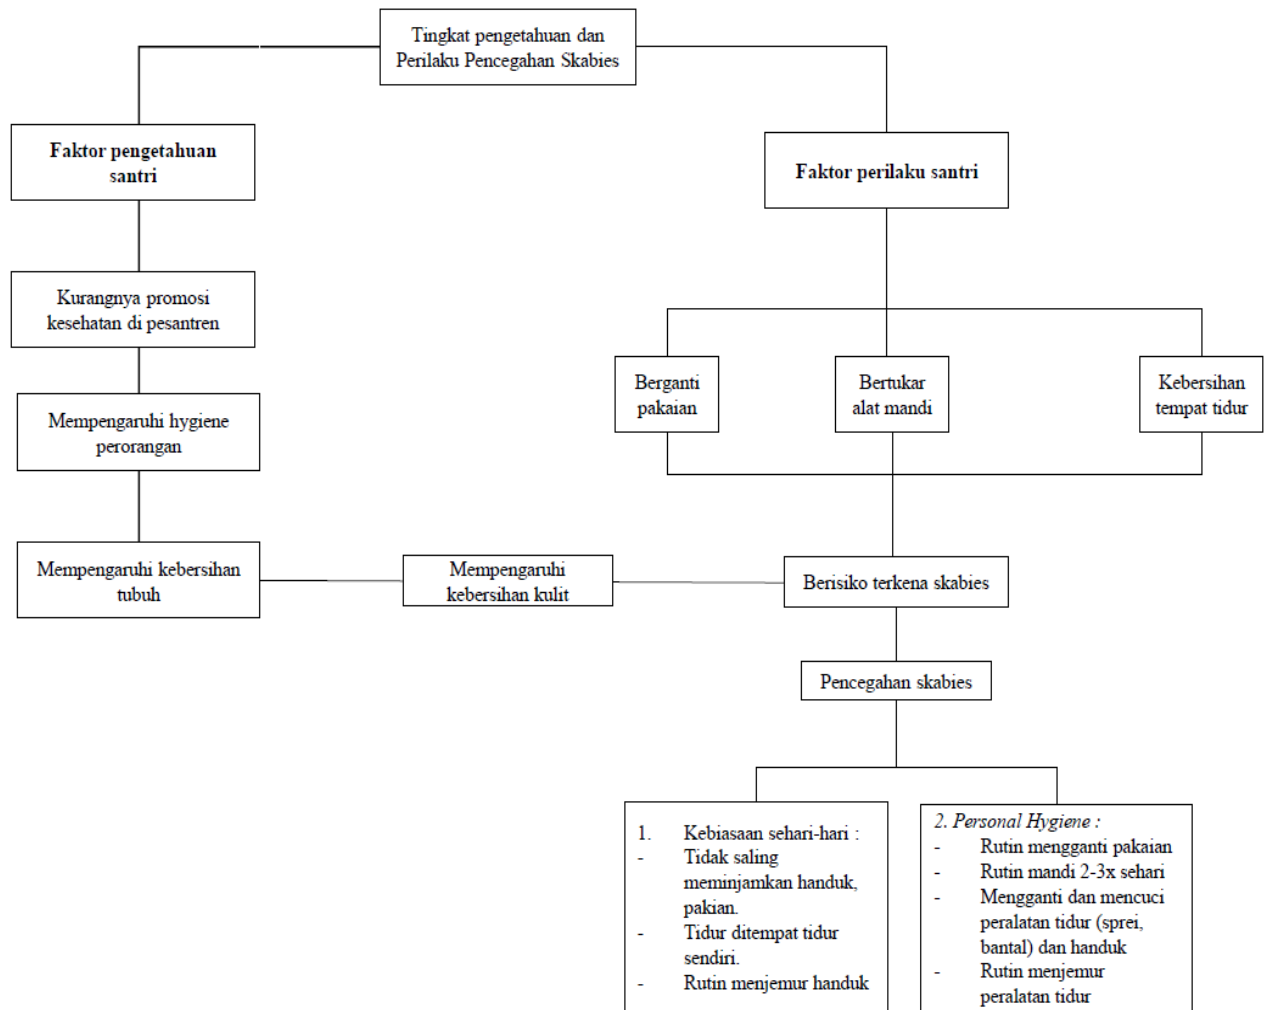 Tingkat pengetahuan dan
Perilaku Pencegahan Skabies
Faktor pengetahuan
santri
Faktor perilaku santri
Kurangnya promosi
kesehatan di pesantren
Berganti
pakaian
Bertukar
alat mandi
Kebersihan
tempat tidur
Mempengaruhi hygiene
perorangan
Mempengaruhi kebersihan
tubuh
Mempengaruhi
kebersihan kulit
Berisiko terkena skabies
Pencegahan skabies
1. Kebiasaan sehari-hari :
- Tidak saling
meminjamkan handuk,
pakian.
- Tidur ditempat tidur
sendiri.
- Rutin menjemur handuk
2. Personal Hygiene :
- Rutin mengganti pakaian
- Rutin mandi 2-3x sehari
- Mengganti dan mencuci
peralatan tidur (sprei,
bantal) dan handuk
- Rutin menjemur
peralatan tidur